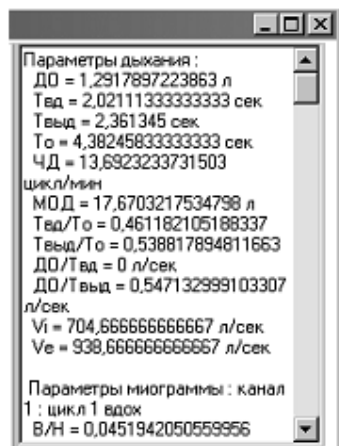 Параметры дыхания :
ДО = 1,2917897223863 л
Твд = 2,02111333333333 сек
Твыд = 2,361345 сек
То = 4,38245833333333 сек
ЧД = 13,6923233731503
цикл/мин
МОД = 17,6703217534798 л
Твд/То = 0,461182105188337
Твыд/То = 0,538817894811663
ДО/Твд = 0 л/сек
ДО/Твыд = 0,547132999103307
л/сек
Vi = 704,666666666667 л/сек
Ve = 938,666666666667 л/сек
Параметры миограммы : канал
1 : цикл 1 вдох
В/Н = 0,0451942050559956